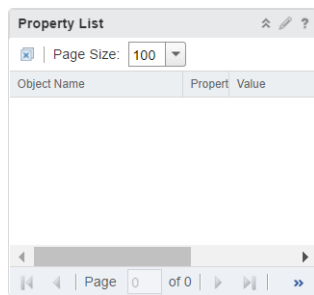 Property List ?
Page Size: 100
Object Name Propert Value
Page 0 of 0 »